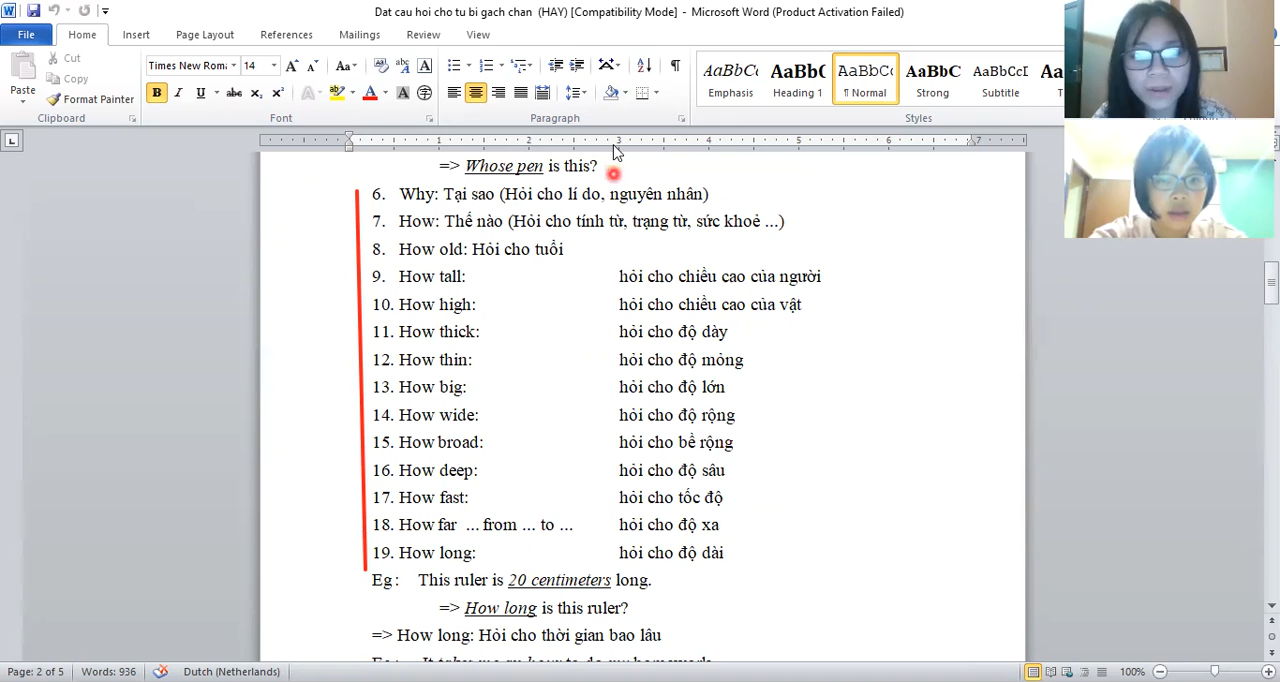 Dat cau hoi cho tu bi gach chan (HAY) [Compatibility Mode] - Microsoft Word (Product Activation Failed)
File Home Insert Page Layout References Mailings Review View
Paste
Cut
Copy
Format Painter
Clipboard
Times New Rom 14
Font
Paragraph
AaBbCc AaBbC AaBbCc AaBbC AaBbCcD Aa
Emphasis Heading 1 ¶ Normal Strong Subtitle T
Styles
1 2 3 4 5 6 7
=> Whose pen is this?
6. Why: Tại sao (Hỏi cho lí do, nguyên nhân)
7. How: Thế nào (Hỏi cho tính từ, trạng từ, sức khoẻ ...)
8. How old: Hỏi cho tuổi
9. How tall: hỏi cho chiều cao của người
10. How high: hỏi cho chiều cao của vật
11. How thick: hỏi cho độ dày
12. How thin: hỏi cho độ mỏng
13. How big: hỏi cho độ lớn
14. How wide: hỏi cho độ rộng
15. How broad: hỏi cho bề rộng
16. How deep: hỏi cho độ sâu
17. How fast: hỏi cho tốc độ
18. How far ... from ... to ... hỏi cho độ xa
19. How long: hỏi cho độ dài
Eg : This ruler is 20 centimeters long.
=> How long is this ruler?
=> How long: Hỏi cho thời gian bao lâu
Page: 2 of 5 Words: 936 Dutch (Netherlands) 100%